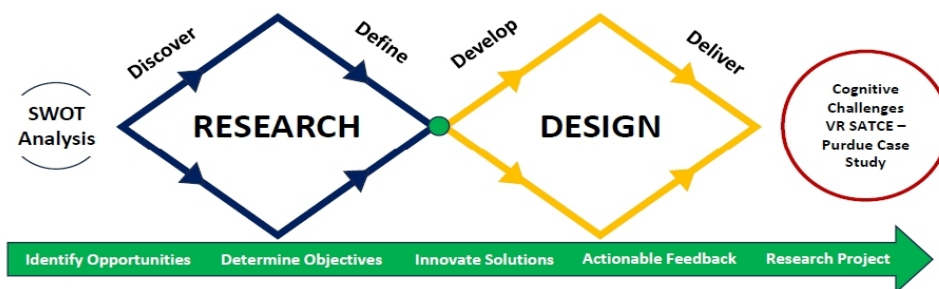 Discover
Define
Develop
Deliver
SWOT
Analysis
RESEARCH
DESIGN
Cognitive
Challenges
VR SATCE –
Purdue Case
Study
Identify Opportunities
Determine Objectives
Innovate Solutions
Actionable Feedback
Research Project